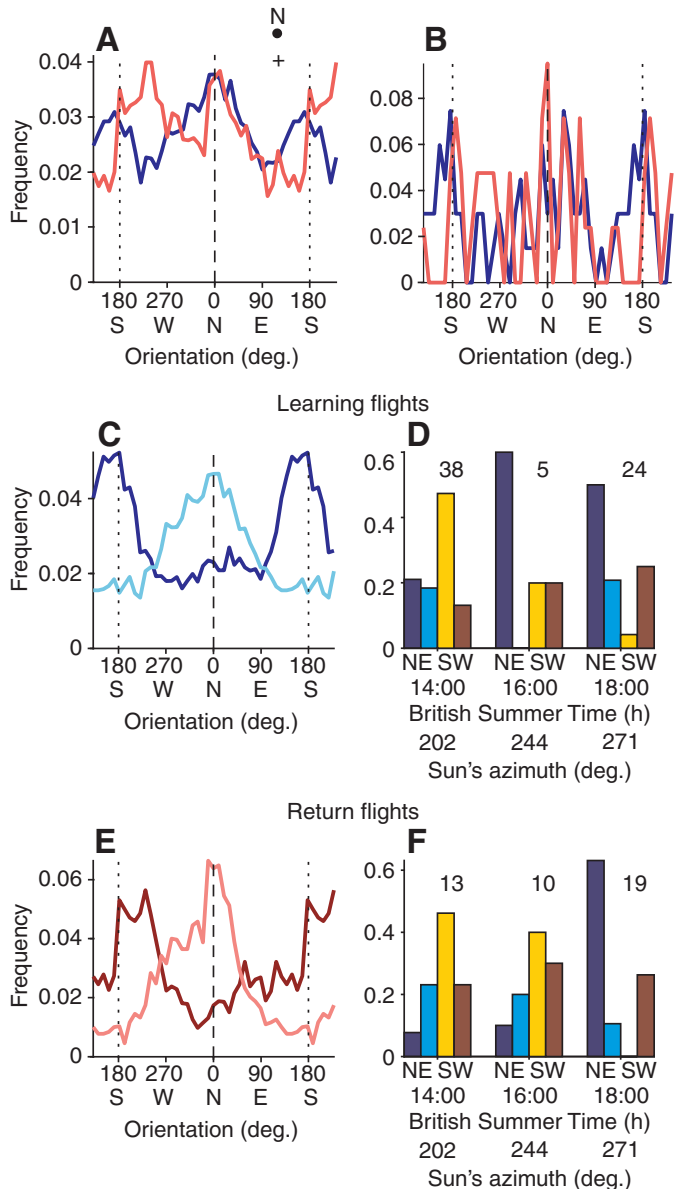 A
N
+
B
Frequency
0.04
0.03
0.02
0.01
0
180 270 0 90 180
S W N E S
Orientation (deg.)
0.08
0.06
0.04
0.02
0
180 270 0 90 180
S W N E S
Orientation (deg.)
Learning flights
C
Frequency
0.04
0.02
0
180 270 0 90 180
S W N E S
Orientation (deg.)
D
0.6
0.4
0.2
0
38 5 24
NE SW NE SW NE SW
14:00 16:00 18:00
British Summer Time (h)
202 244 271
Sun's azimuth (deg.)
Return flights
E
Frequency
0.06
0.04
0.02
0
180 270 0 90 180
S W N E S
Orientation (deg.)
F
0.6
0.4
0.2
0
13 10 19
NE SW NE SW NE SW
14:00 16:00 18:00
British Summer Time (h)
202 244 271
Sun's azimuth (deg.)